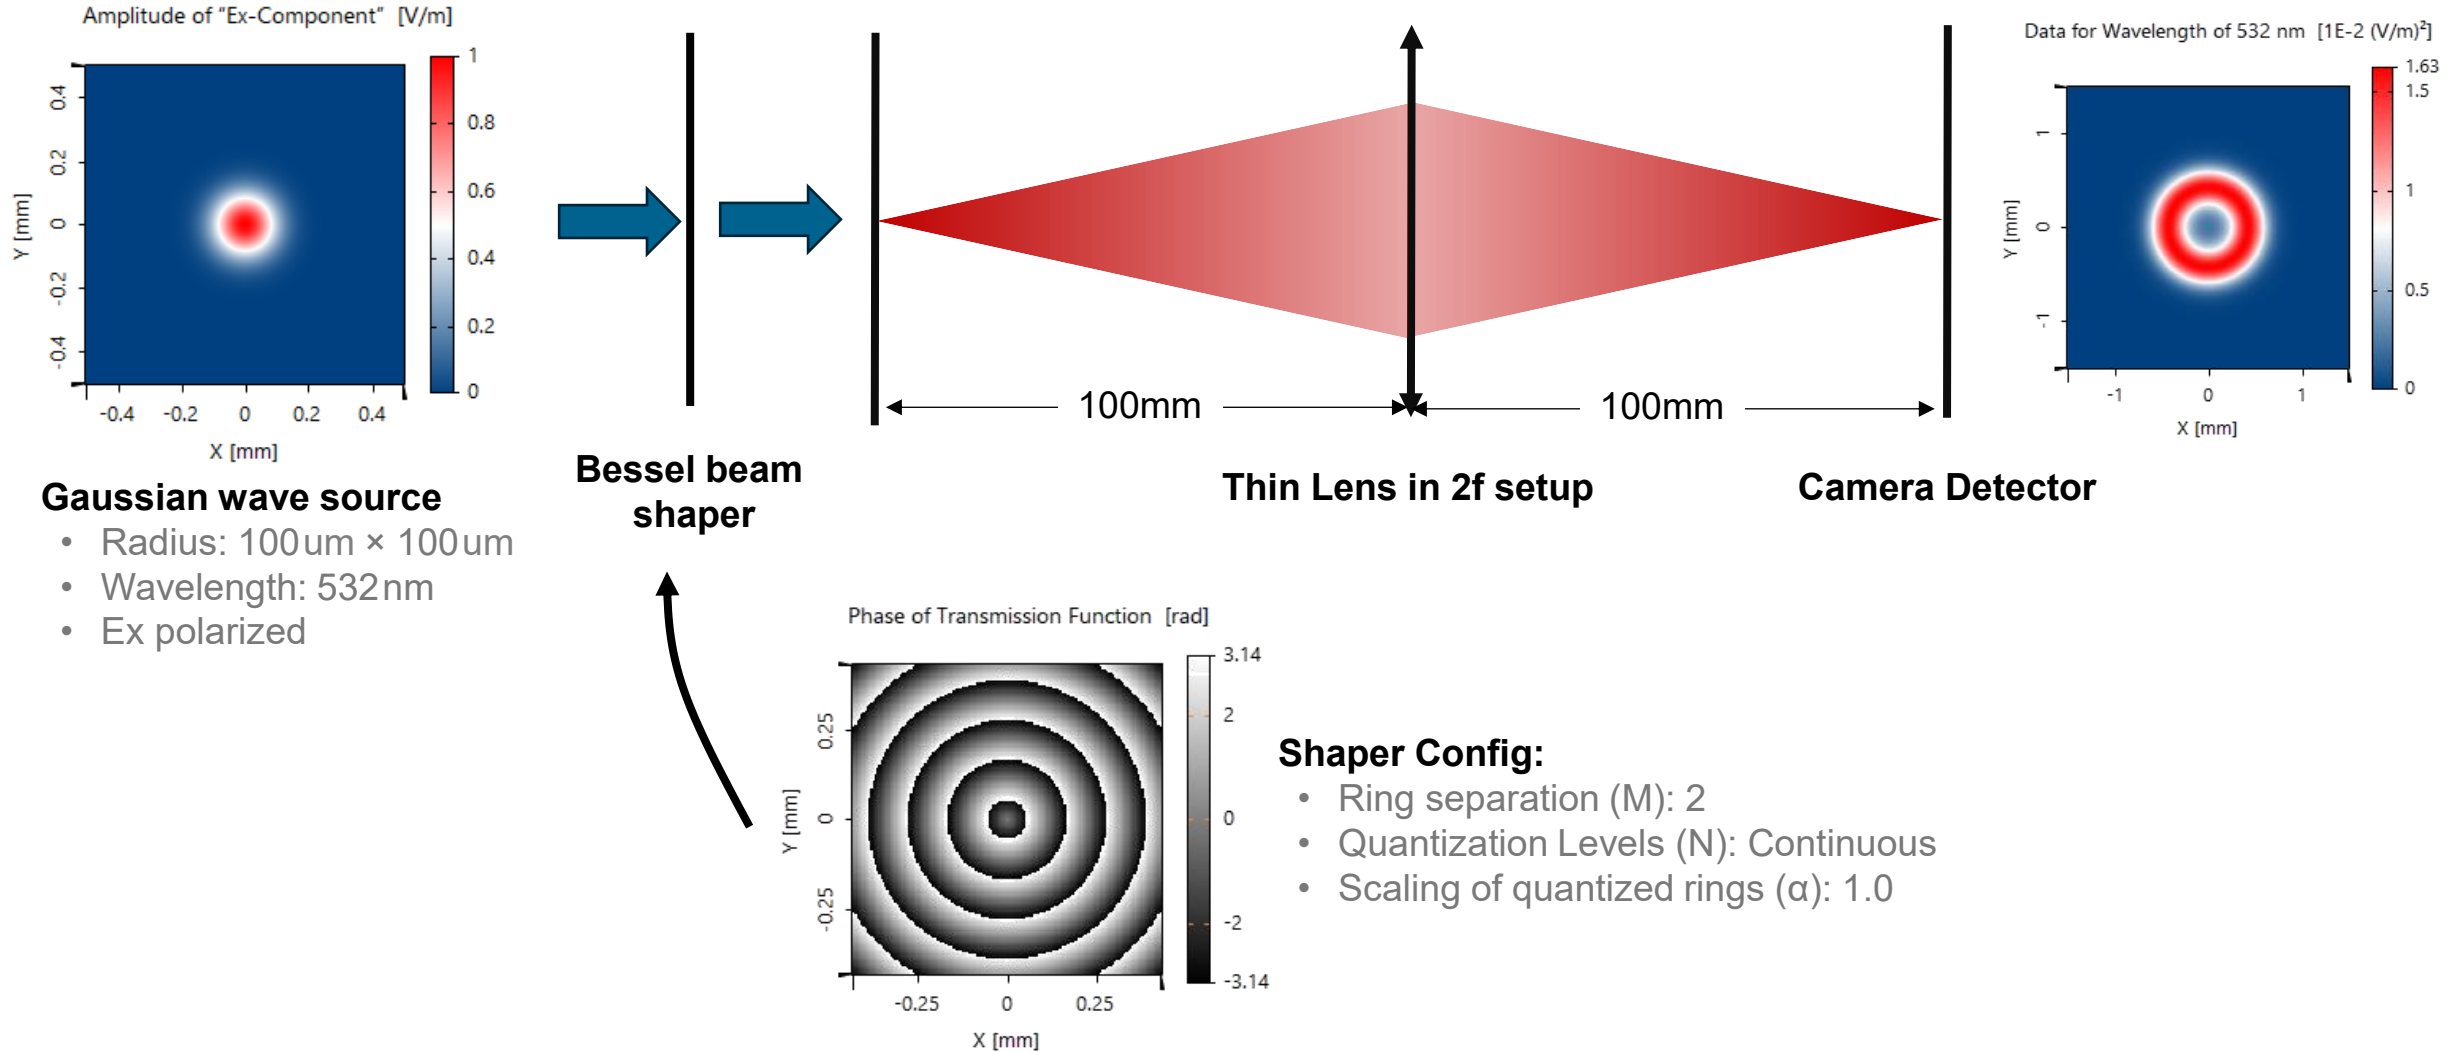 Amplitude of "Ex-Component" [V/m]
1
0.8
0.6
0.4
0.2
0
0.4
0.2
0
-0.2
-0.4
Y [mm]
-0.4 -0.2 0 0.2 0.4
X [mm]
Gaussian wave source
• Radius: 100um × 100um
• Wavelength: 532nm
• Ex polarized
Bessel beam
shaper
100mm
100mm
Thin Lens in 2f setup
Camera Detector
Data for Wavelength of 532 nm [1E-2 (V/m)²]
1.63
1.5
1
0.5
0
1
0
-1
Y [mm]
-1 0 1
X [mm]
Phase of Transmission Function [rad]
3.14
2
0
-2
-3.14
0.25
0
-0.25
Y [mm]
-0.25 0 0.25
X [mm]
Shaper Config:
• Ring separation (M): 2
• Quantization Levels (N): Continuous
• Scaling of quantized rings (α): 1.0